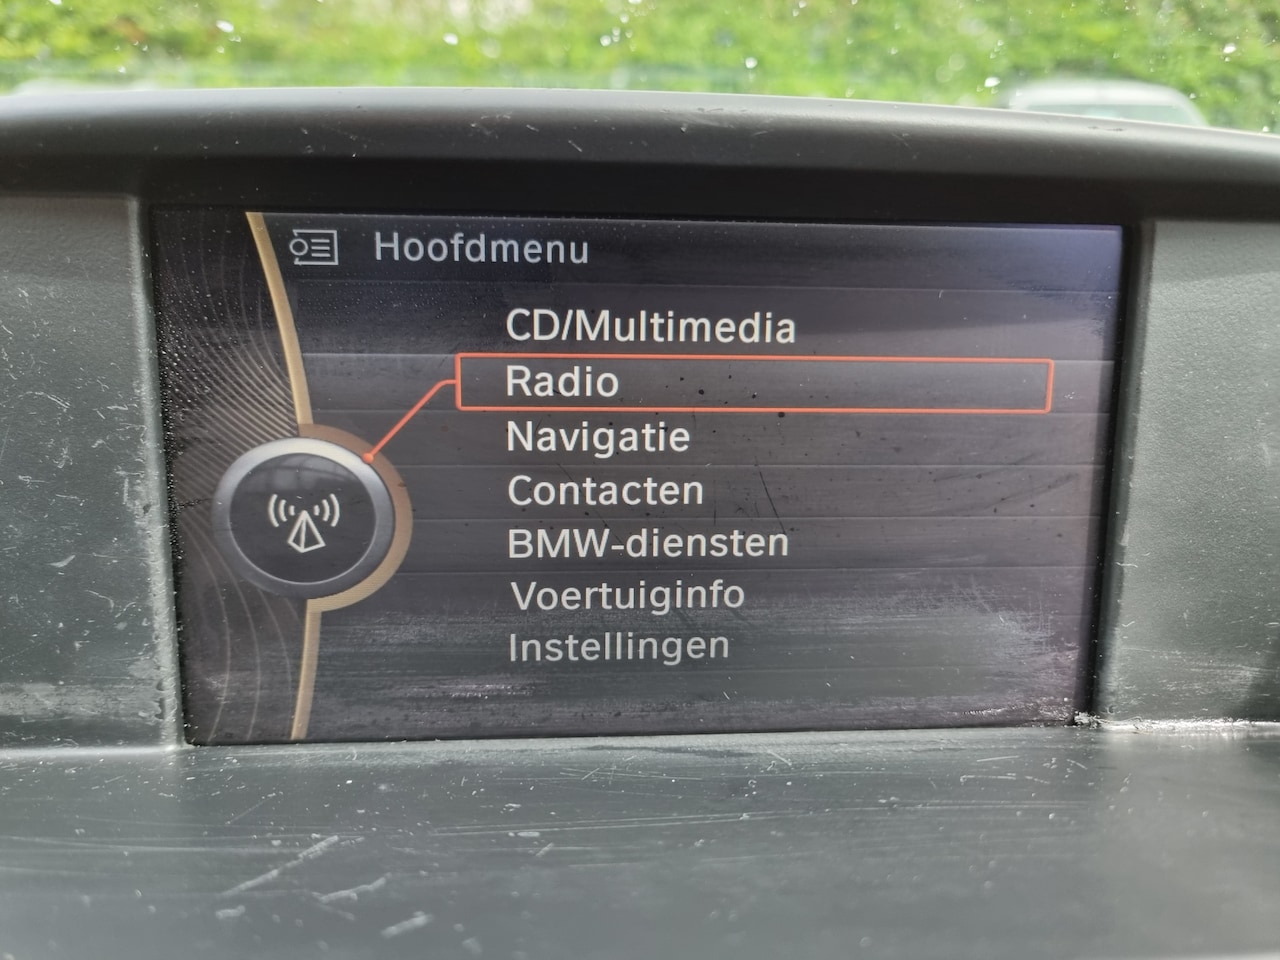 Hoofdmenu
CD/Multimedia
Radio
Navigatie
Contacten
BMW-diensten
Voertuiginfo
Instellingen